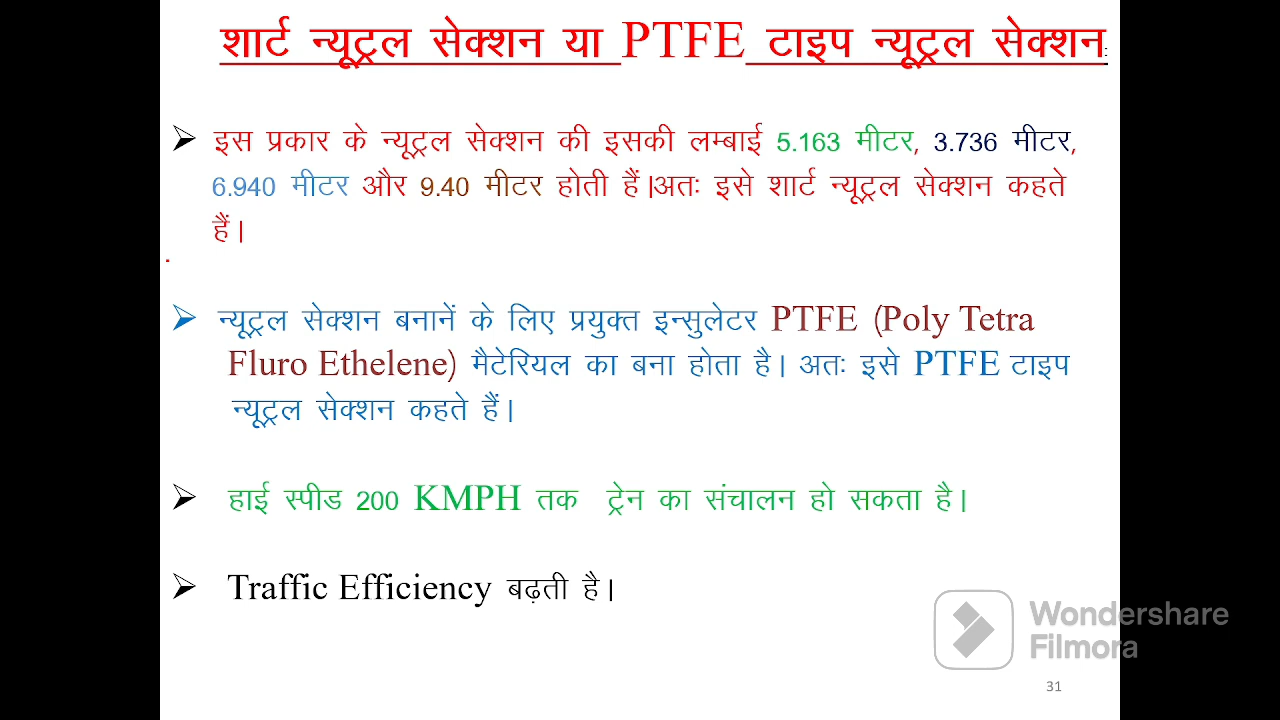 शार्ट न्यूट्रल सेक्शन या PTFE टाइप न्यूट्रल सेक्शन:
➢ इस प्रकार के न्यूट्रल सेक्शन की इसकी लम्बाई 5.163 मीटर, 3.736 मीटर,
6.940 मीटर और 9.40 मीटर होती हैं।अतः इसे शार्ट न्यूट्रल सेक्शन कहते
हैं।
.
➢ न्यूट्रल सेक्शन बनानें के लिए प्रयुक्त इन्सुलेटर PTFE (Poly Tetra
Fluro Ethelene) मैटेरियल का बना होता है। अतः इसे PTFE टाइप
न्यूट्रल सेक्शन कहते हैं।
➢ हाई स्पीड 200 KMPH तक ट्रेन का संचालन हो सकता है।
➢ Traffic Efficiency बढ़ती है।
Wondershare
Filmora
31